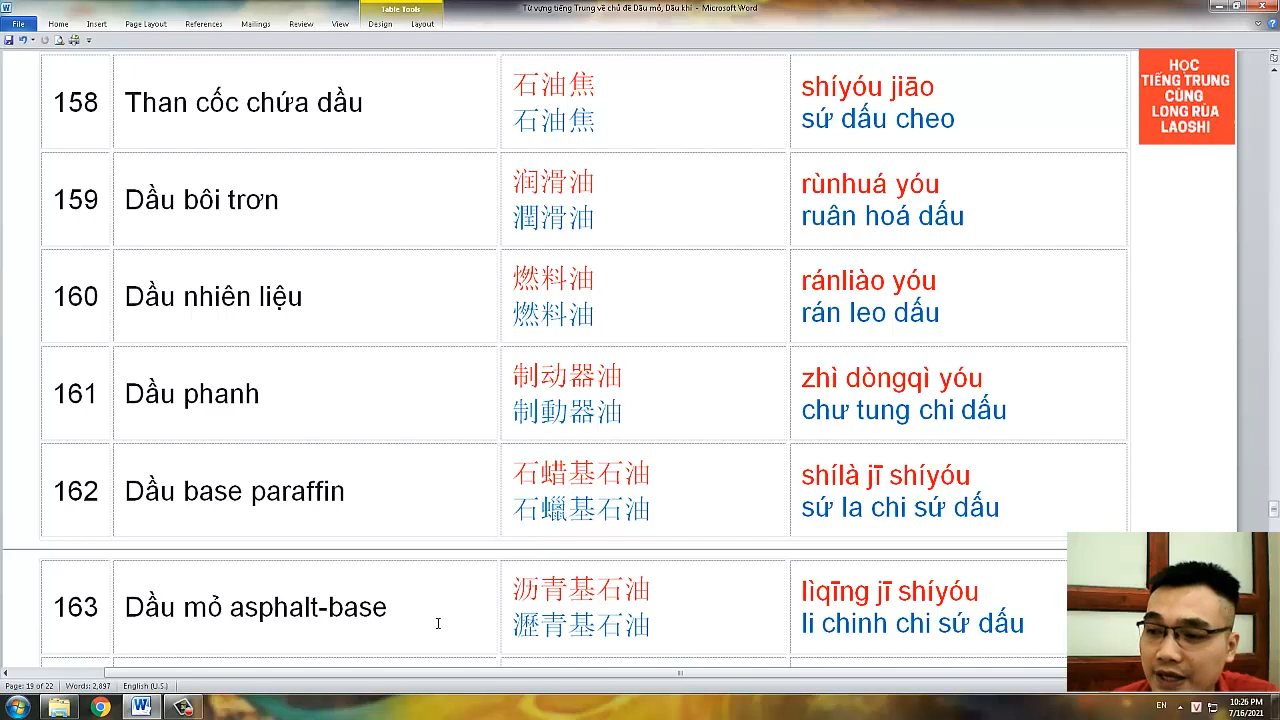 Table Tools
Từ vựng tiếng Trung về chủ đề Dầu mỏ, Dầu khí - Microsoft Word
File Home Insert Page Layout References Mailings Review View Design Layout
158 Than cốc chứa dầu 石油焦 shíyóu jiāo
石油焦 sứ dấu cheo
159 Dầu bôi trơn 润滑油 rùnhuá yóu
潤滑油 ruân hoá dấu
160 Dầu nhiên liệu 燃料油 ránliào yóu
燃料油 rán leo dấu
161 Dầu phanh 制动器油 zhì dòngqì yóu
制動器油 chư tung chi dấu
162 Dầu base paraffin 石蜡基石油 shílà jī shíyóu
石蠟基石油 sứ la chi sứ dấu
163 Dầu mỏ asphalt-base 沥青基石油 lìqīng jī shíyóu
瀝青基石油 li chinh chi sứ dấu
HỌC
TIẾNG TRUNG
CÙNG
LONG RÙA
LAOSHI
Page: 19 of 22 Words: 2,897 English (U.S.)
EN 10:26 PM
7/16/2021